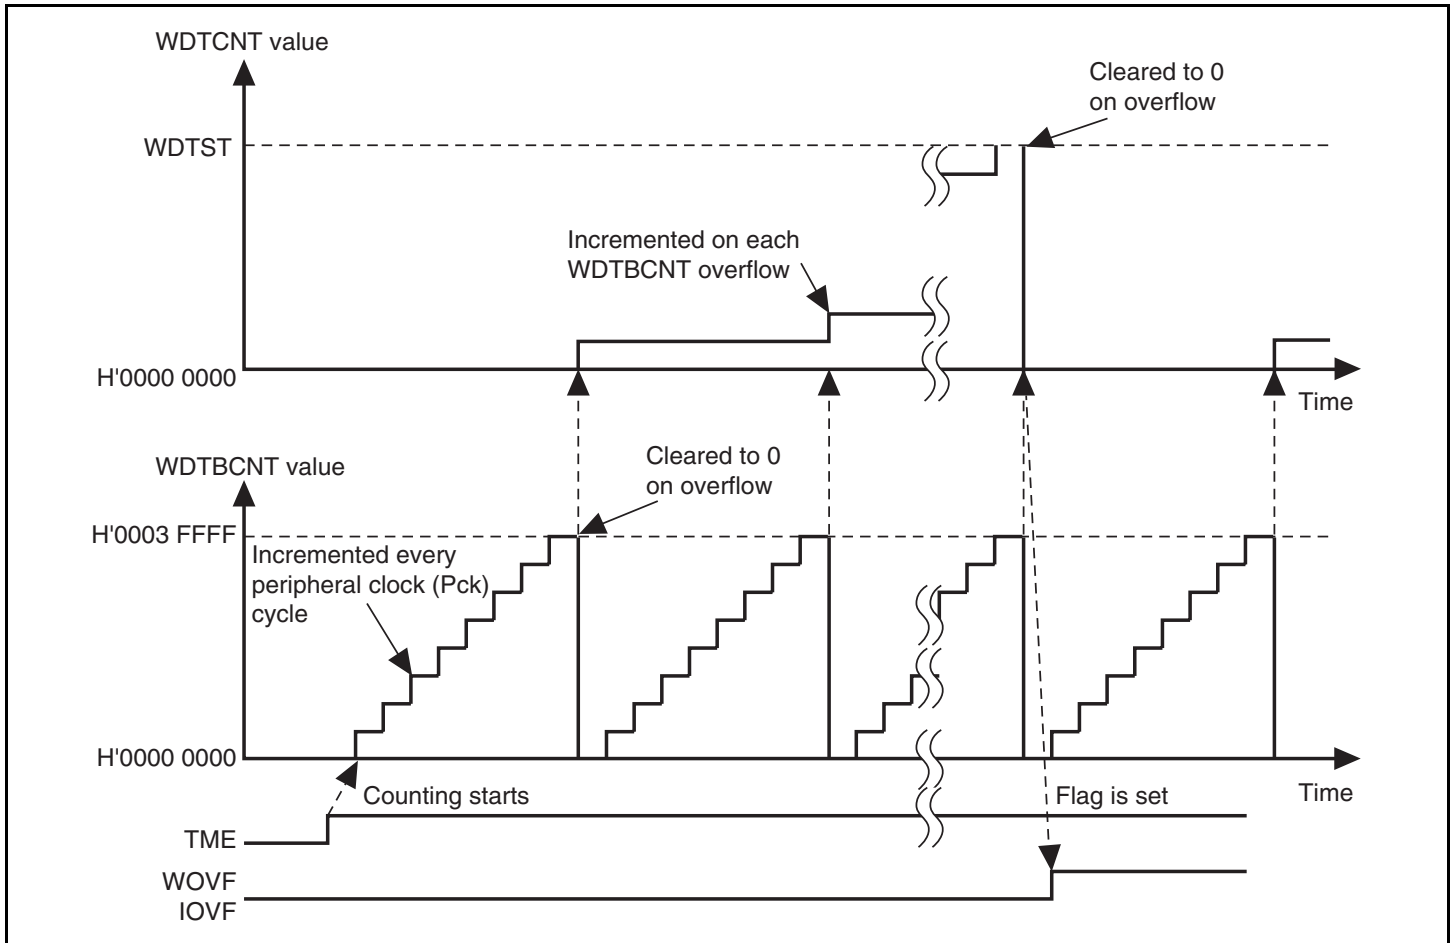 WDTCNT value
Cleared to 0
on overflow
WDTST
Incremented on each
WDTBCNT overflow
H'0000 0000
Time
WDTBCNT value
Cleared to 0
on overflow
H'0003 FFFF
Incremented every
peripheral clock (Pck)
cycle
H'0000 0000
Time
Counting starts
Flag is set
TME
WOVF
IOVF